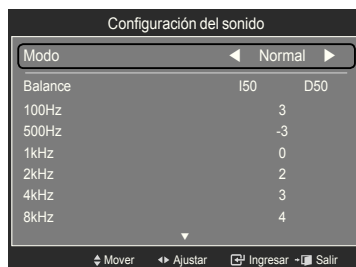 Configuración del sonido
Modo ◀ Normal ▶
Balance I50 D50
100Hz 3
500Hz -3
1kHz 0
2kHz 2
4kHz 3
8kHz 4
Mover Ajustar Ingresar Salir